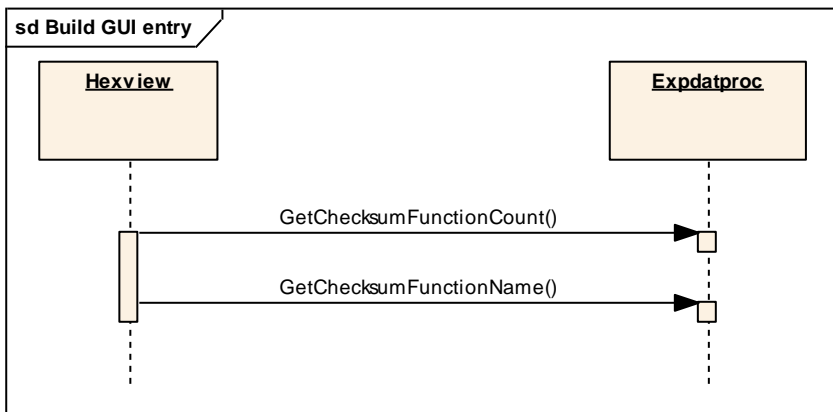 sd Build GUI entry
Hexview
Expdatproc
GetChecksumFunctionCount()
GetChecksumFunctionName()